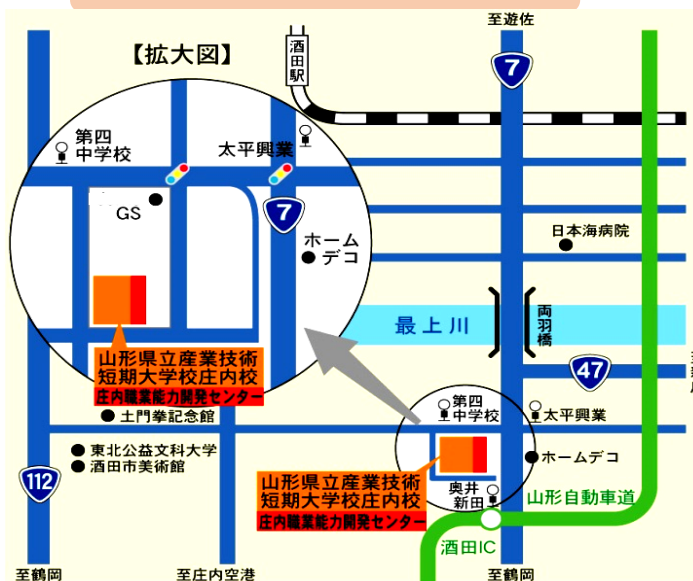 至遊佐
【拡大図】
酒田駅
7
第四
中学校
太平興業
GS
7
ホーム
デコ
日本海病院
最上川
両羽橋
47
山形県立産業技術
短期大学校庄内校
庄内職業能力開発センター
土門拳記念館
第四
中学校
太平興業
東北公益文科大学
酒田市美術館
ホームデコ
112
山形県立産業技術
短期大学校庄内校
庄内職業能力開発センター
奥井
新田
山形自動車道
酒田IC
至鶴岡
至庄内空港
至鶴岡